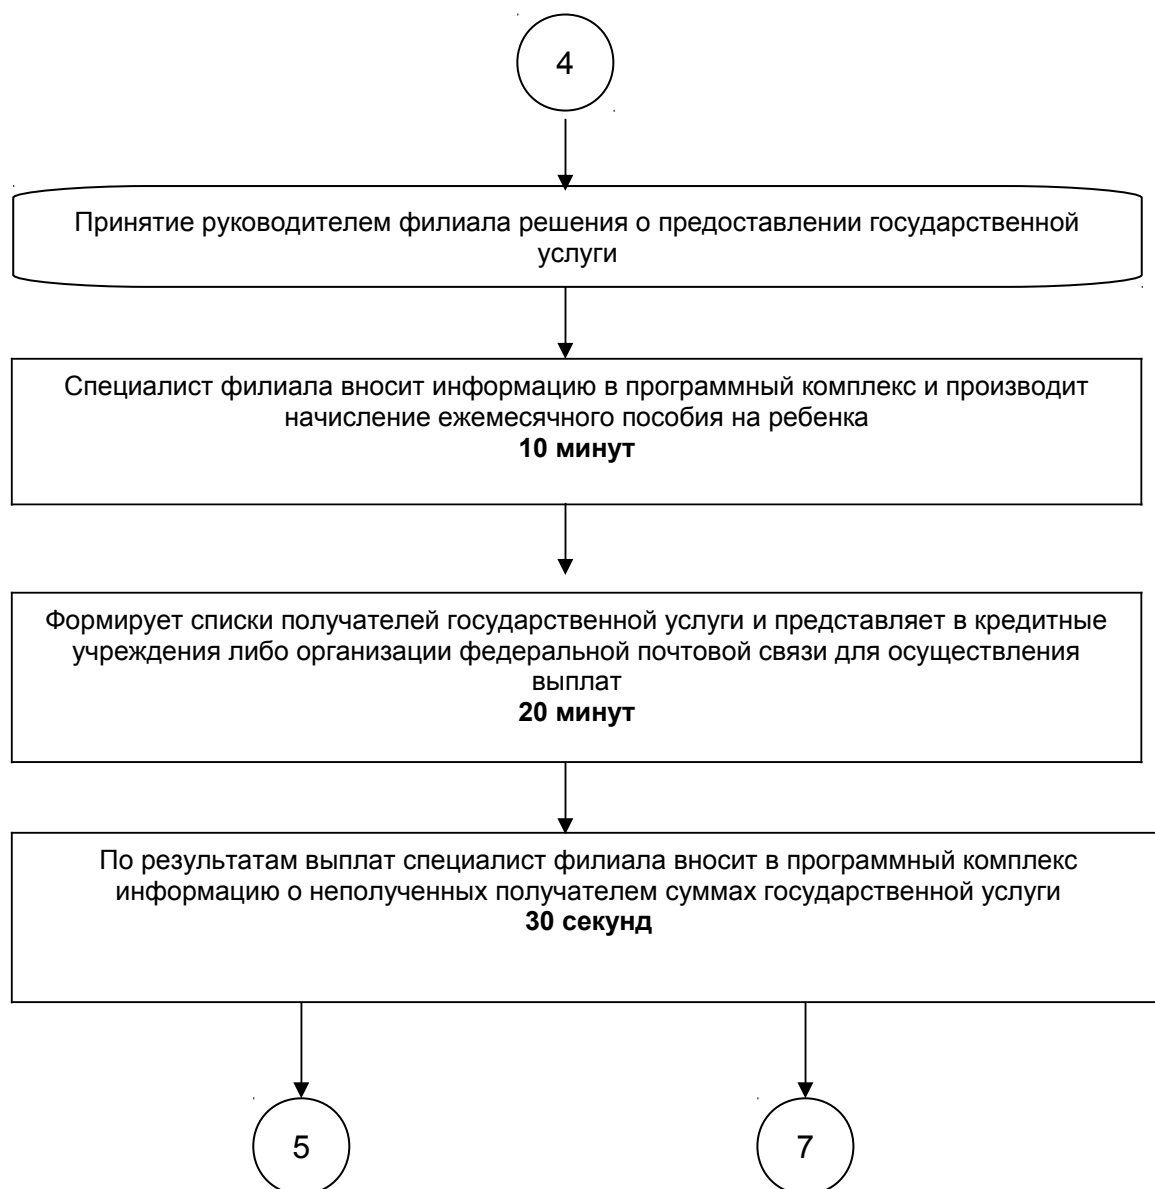 4
Принятие руководителем филиала решения о предоставлении государственной
услуги
Специалист филиала вносит информацию в программный комплекс и производит
начисление ежемесячного пособия на ребенка
10 минут
Формирует списки получателей государственной услуги и представляет в кредитные
учреждения либо организации федеральной почтовой связи для осуществления
выплат
20 минут
По результатам выплат специалист филиала вносит в программный комплекс
информацию о неполученных получателем суммах государственной услуги
30 секунд
5
7